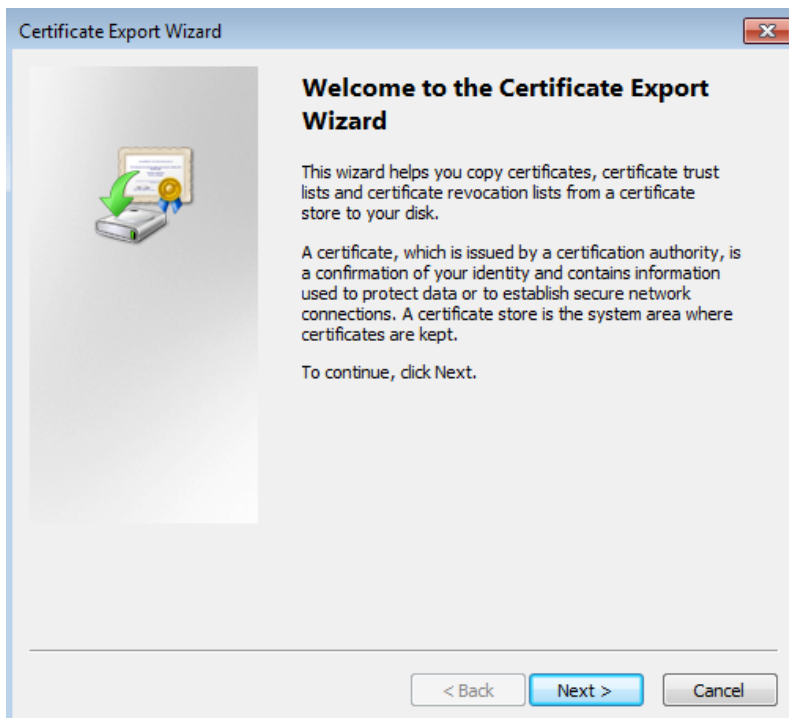 Certificate Export Wizard
Welcome to the Certificate Export
Wizard
This wizard helps you copy certificates, certificate trust
lists and certificate revocation lists from a certificate
store to your disk.
A certificate, which is issued by a certification authority, is
a confirmation of your identity and contains information
used to protect data or to establish secure network
connections. A certificate store is the system area where
certificates are kept.
To continue, click Next.
< Back
Next >
Cancel